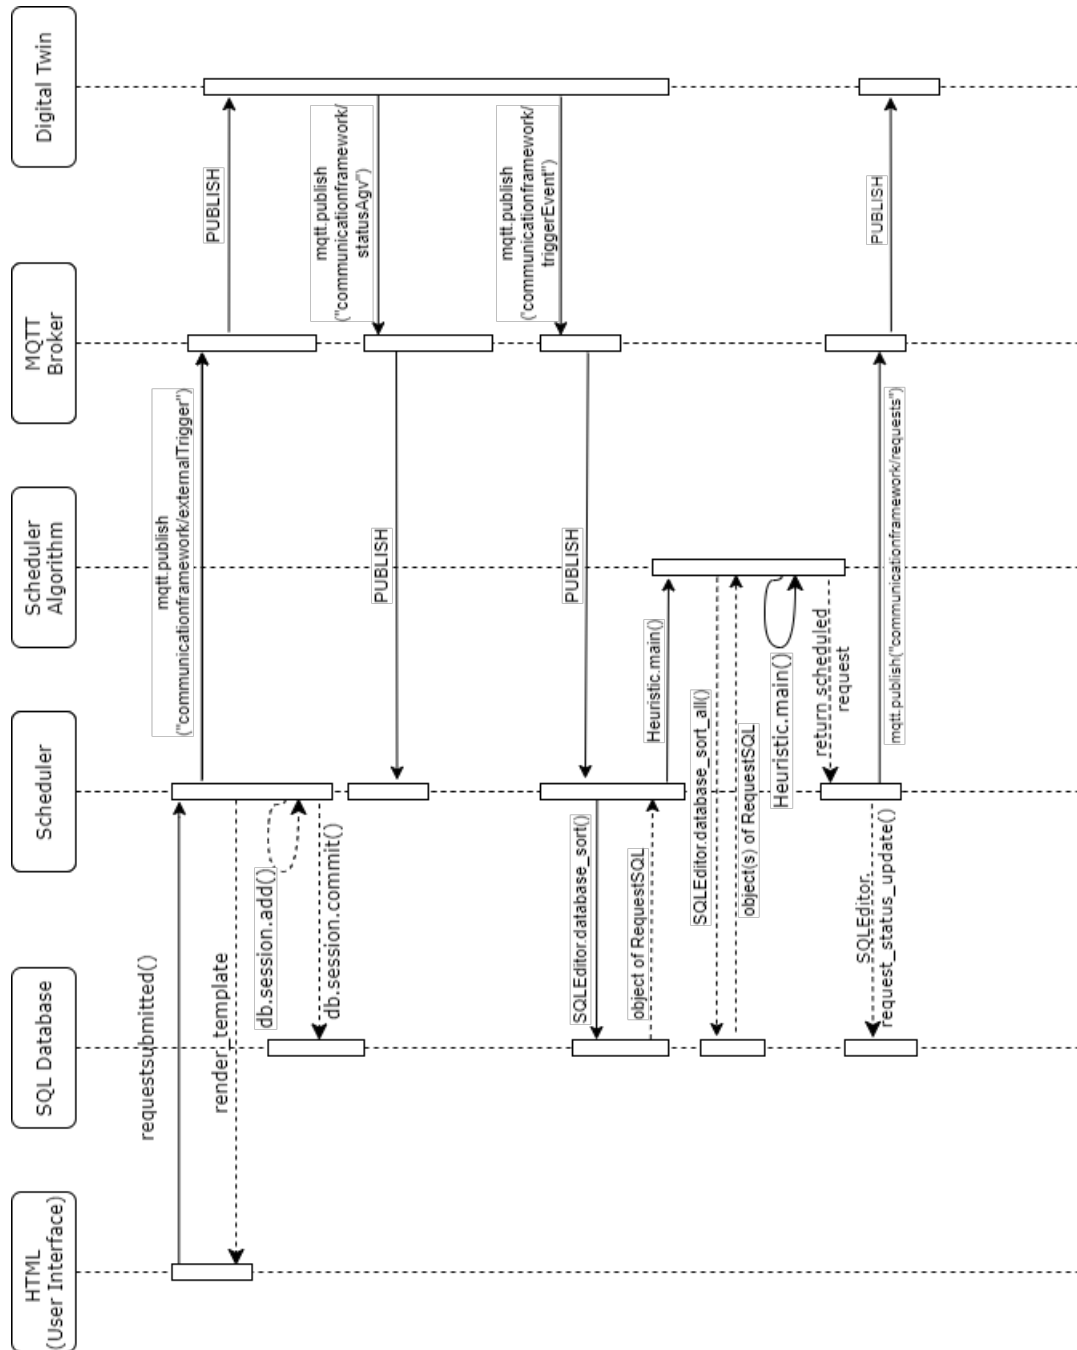 HTML
(User Interface)
SQL Database
Scheduler
Scheduler
Algorithm
MQTT
Broker
Digital Twin
requestsubmitted()
mqtt.publish
("communicationframework/externalTrigger")
PUBLISH
render_template
db.session.add()
db.session.commit()
mqtt.publish
("communicationframework/
statusAgv")
PUBLISH
mqtt.publish
("communicationframework/
triggerEvent")
PUBLISH
SQLEditor.database_sort()
object of RequestSQL
Heuristic.main()
SQLEditor.database_sort_all()
object(s) of RequestSQL
Heuristic.main()
return scheduled
request
SQLEditor.
request_status_update()
mqtt.publish("communicationframework/requests")
PUBLISH